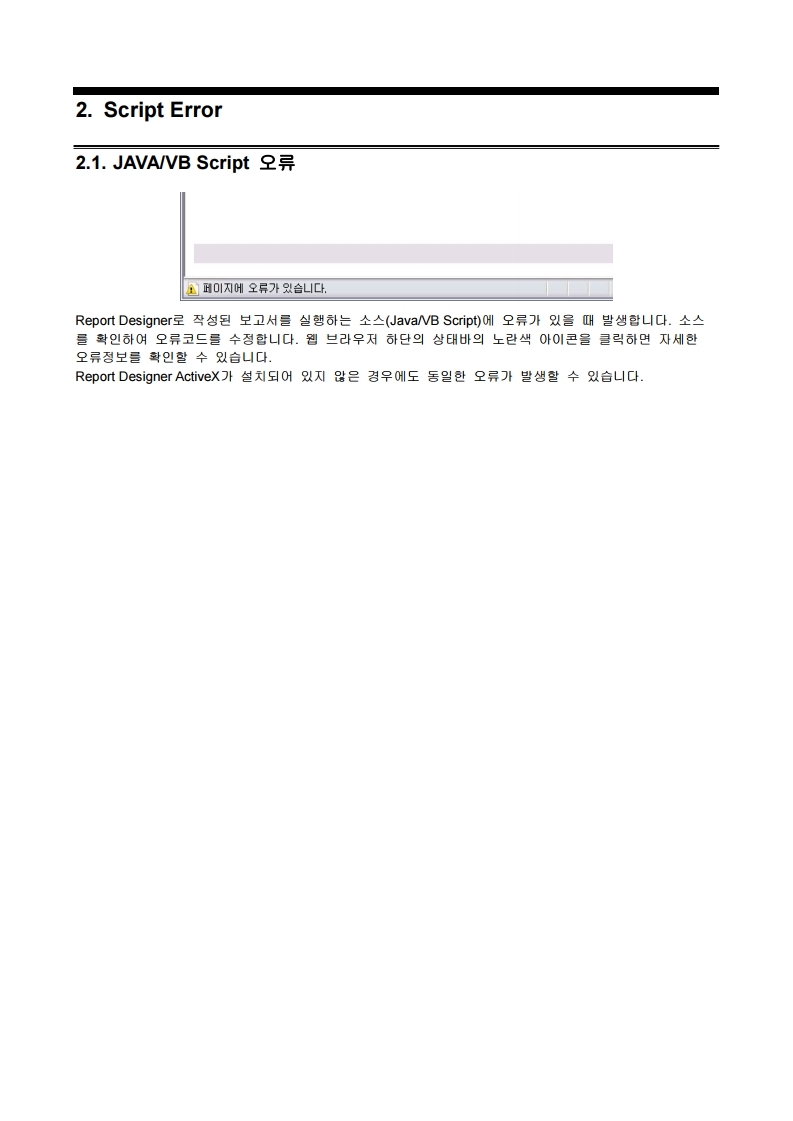 2. Script Error
2.1. JAVA/VB Script 오류
페이지에 오류가 있습니다.
Report Designer로 작성된 보고서를 실행하는 소스(Java/VB Script)에 오류가 있을 때 발생합니다. 소스
를 확인하여 오류코드를 수정합니다. 웹 브라우저 하단의 상태바의 노란색 아이콘을 클릭하면 자세한
오류정보를 확인할 수 있습니다.
Report Designer ActiveX가 설치되어 있지 않은 경우에도 동일한 오류가 발생할 수 있습니다.